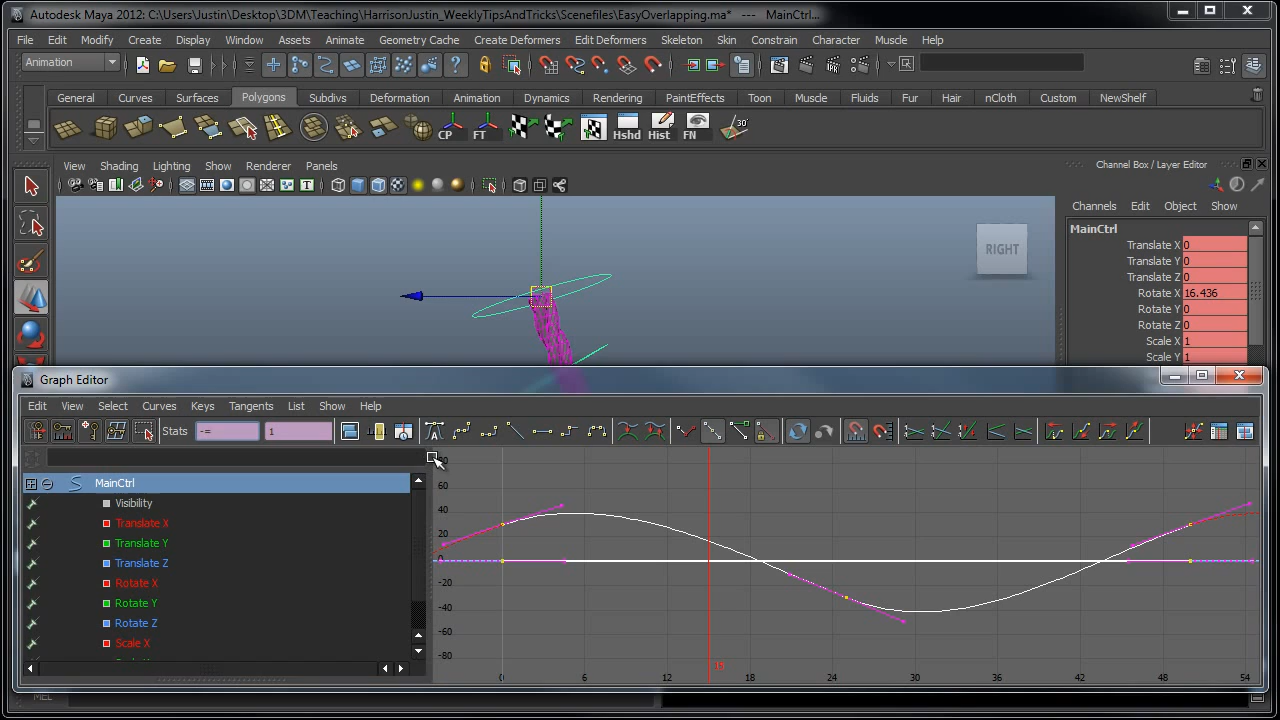 Autodesk Maya 2012: C:\Users\Justin\Desktop\3DM\Teaching\HarrisonJustin_WeeklyTipsAndTricks\Scenefiles\EasyOverlapping.ma* --- MainCtrl...
File Edit Modify Create Display Window Assets Animate Geometry Cache Create Deformers Edit Deformers Skeleton Skin Constrain Character Muscle Help
Animation
General Curves Surfaces Polygons Subdivs Deformation Animation Dynamics Rendering PaintEffects Toon Muscle Fluids Fur Hair nCloth Custom NewShelf
CP FT Hshd Hist FN 30°
View Shading Lighting Show Renderer Panels
Channel Box / Layer Editor
Channels Edit Object Show
RIGHT
MainCtrl
Translate X 0
Translate Y 0
Translate Z 0
Rotate X 16.436
Rotate Y 0
Rotate Z 0
Scale X 1
Scale Y 1
Graph Editor
Edit View Select Curves Keys Tangents List Show Help
Stats -= 1
MainCtrl
Visibility
Translate X
Translate Y
Translate Z
Rotate X
Rotate Y
Rotate Z
Scale X
60
40
20
0
-20
-40
-60
-80
0 6 12 18 24 30 36 42 48 54
MEL